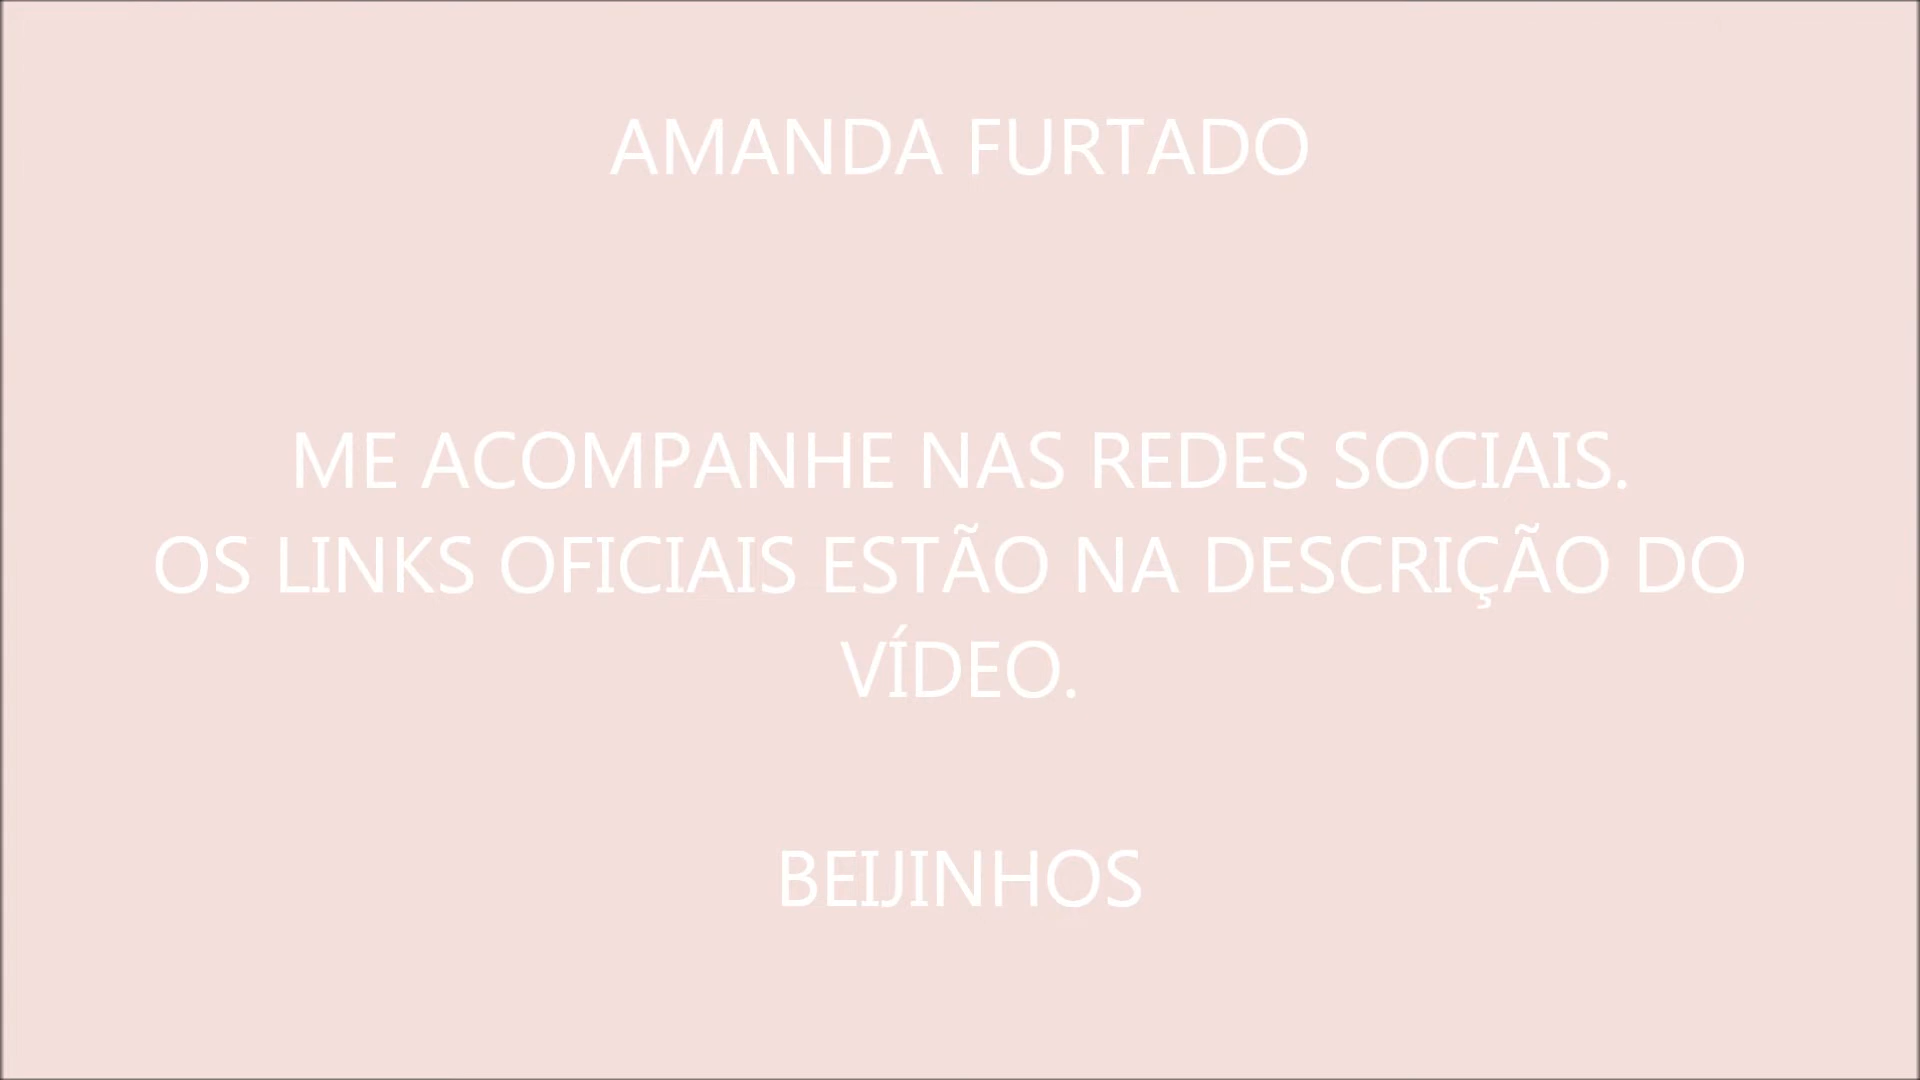 AMANDA FURTADO
ME ACOMPANHE NAS REDES SOCIAIS.
OS LINKS OFICIAIS ESTÃO NA DESCRIÇÃO DO
VÍDEO.
BEIJINHOS